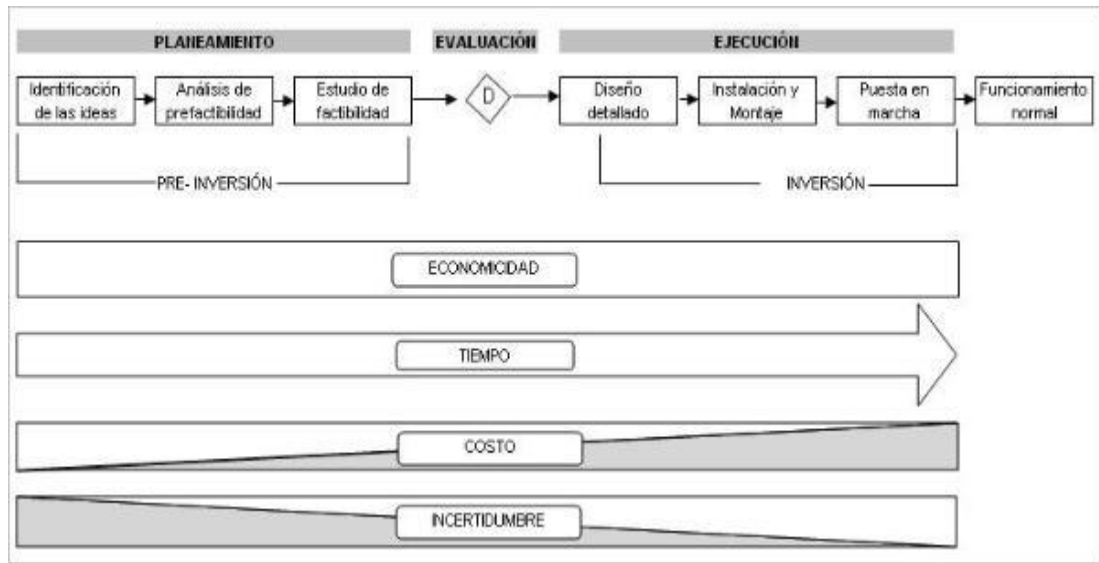 PLANEAMIENTO EVALUACIÓN EJECUCIÓN
Identificación de las ideas
Análisis de prefactibilidad
Estudio de factibilidad
D
Diseño detallado
Instalación y Montaje
Puesta en marcha
Funcionamiento normal
PRE- INVERSIÓN
INVERSIÓN
ECONOMICIDAD
TIEMPO
COSTO
INCERTIDUMBRE